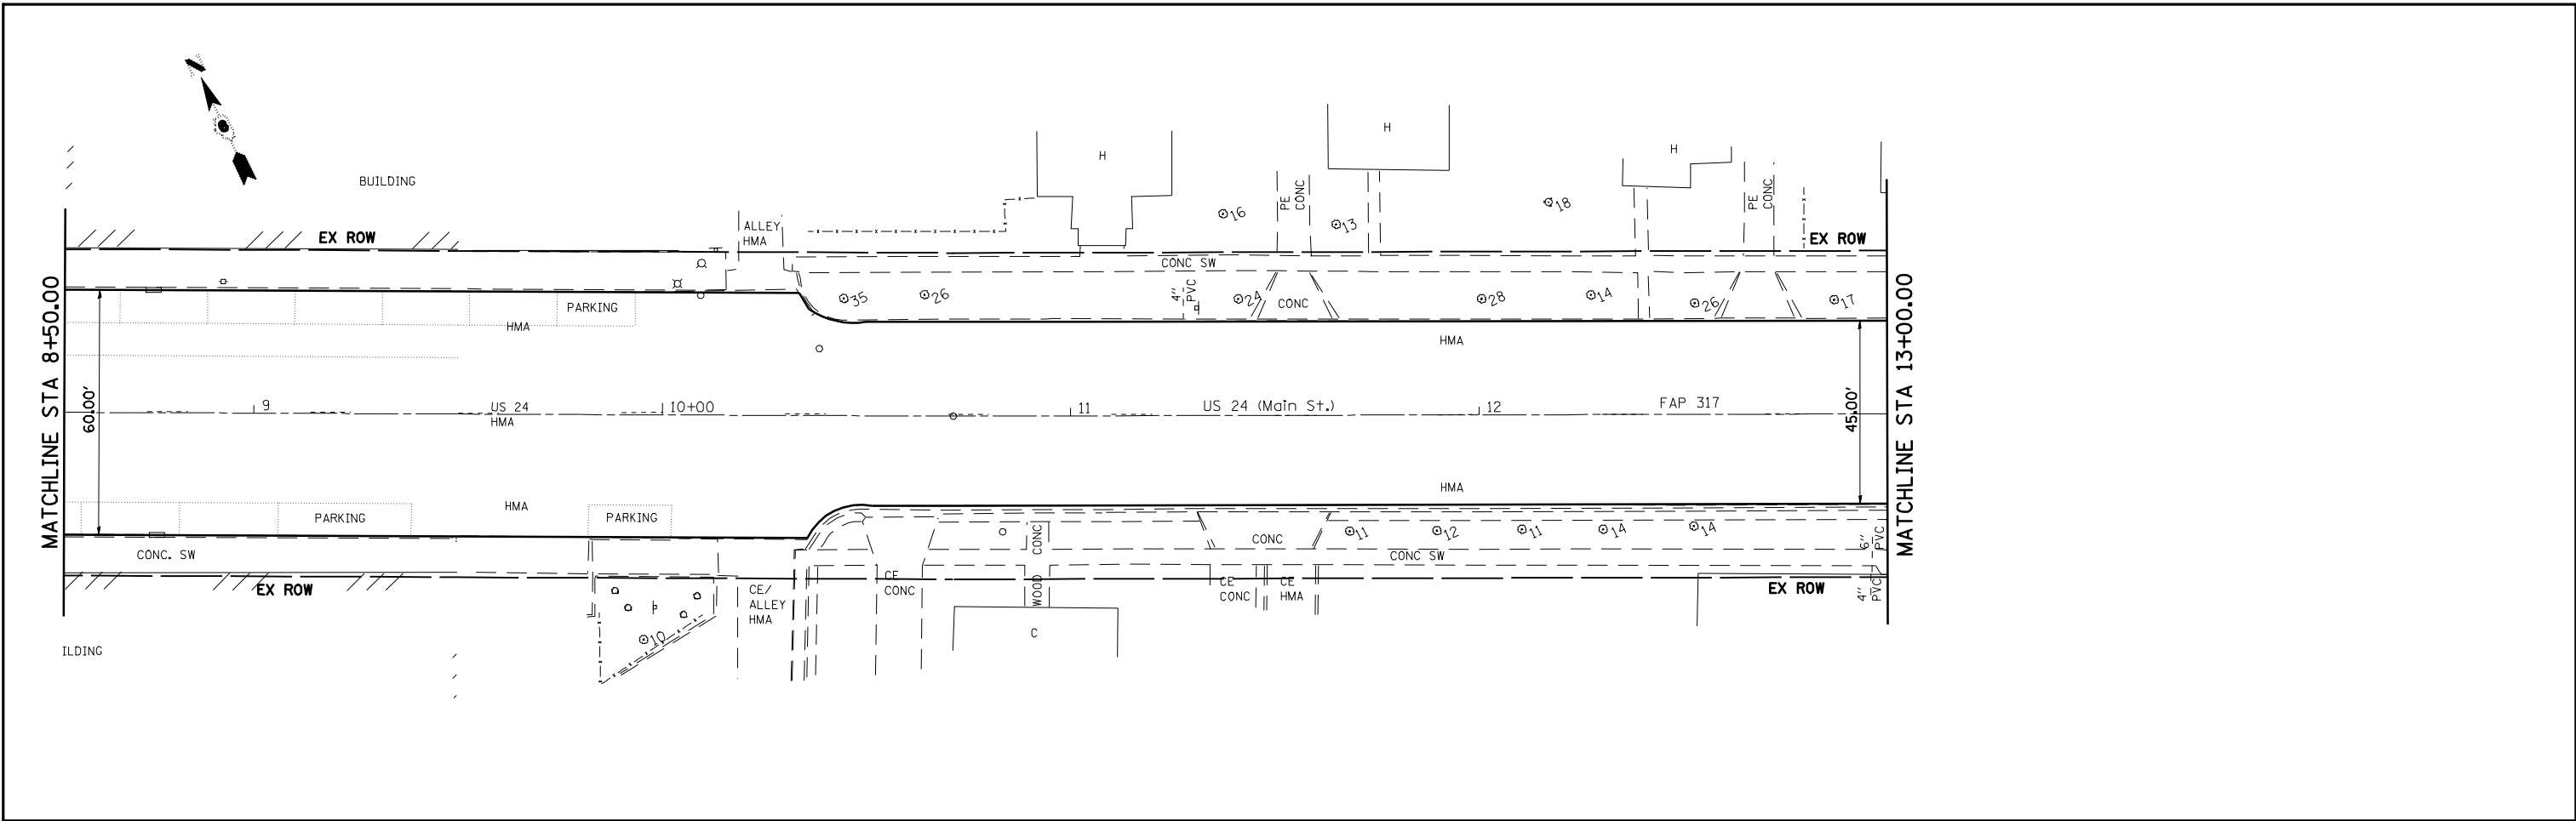 N
BUILDING
EX ROW
ALLEY
HMA
H
H
H
16
PE
CONC
13
18
PE
CONC
EX ROW
CONC SW
PARKING
HMA
35
26
4" PVC
24
CONC
28
14
26
17
HMA
MATCHLINE STA 8+50.00
60.00'
9
US 24
HMA
10+00
11
US 24 (Main St.)
12
FAP 317
45.00'
MATCHLINE STA 13+00.00
HMA
HMA
PARKING
PARKING
CONC. SW
CONC
WOOD
CONC
11
12
11
14
14
CONC SW
6" PVC
4" PVC
EX ROW
CE/
ALLEY
HMA
CE
CONC
CE
CONC
CE
HMA
EX ROW
10
C
ILDING